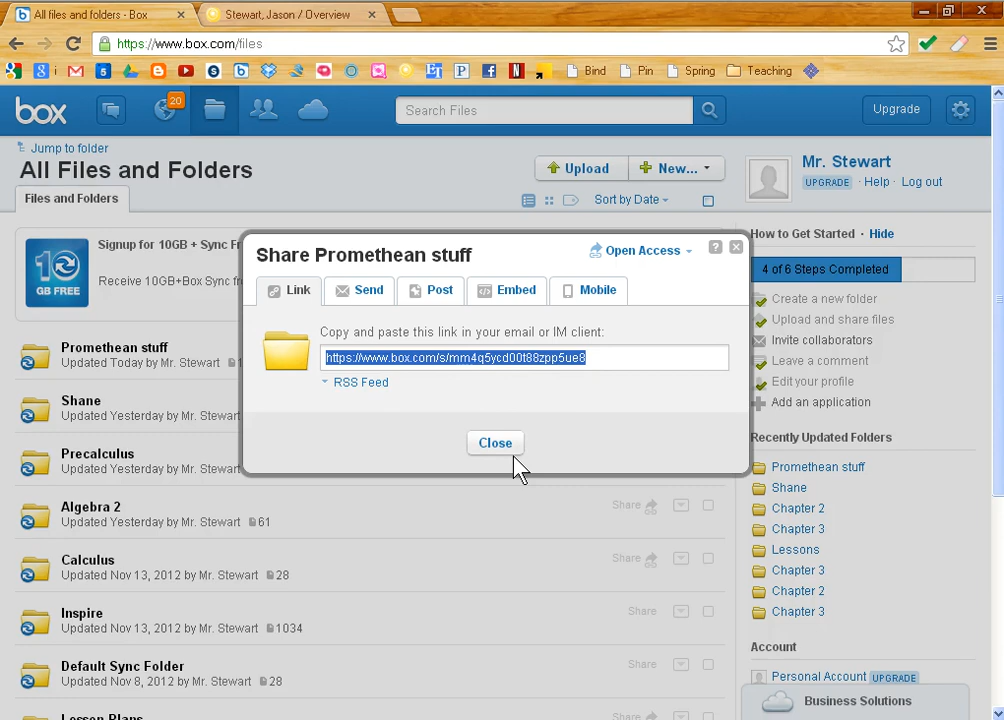 All files and folders - Box
Stewart, Jason / Overview
https://www.box.com/files
Bind
Pin
Spring
Teaching
box
20
Search Files
Upgrade
Jump to folder
All Files and Folders
Upload
New...
Mr. Stewart
UPGRADE · Help · Log out
Files and Folders
Sort by Date
Signup for 10GB + Sync Fr
Receive 10GB+Box Sync fo
GB FREE
How to Get Started · Hide
4 of 6 Steps Completed
Create a new folder
Upload and share files
Invite collaborators
Leave a comment
Edit your profile
Add an application
Share Promethean stuff
Open Access
Link
Send
Post
Embed
Mobile
Copy and paste this link in your email or IM client:
https://www.box.com/s/mm4q5ycd00t88zpp5ue8
RSS Feed
Close
Promethean stuff
Updated Today by Mr. Stewart
Shane
Updated Yesterday by Mr. Stewart
Precalculus
Updated Yesterday by Mr. Stewart
Algebra 2
Updated Yesterday by Mr. Stewart 61
Share
Calculus
Updated Nov 13, 2012 by Mr. Stewart 28
Share
Inspire
Updated Nov 13, 2012 by Mr. Stewart 1034
Share
Default Sync Folder
Updated Nov 8, 2012 by Mr. Stewart 28
Share
Lesson Plans
Recently Updated Folders
Promethean stuff
Shane
Chapter 2
Chapter 3
Lessons
Chapter 3
Chapter 2
Chapter 3
Account
Personal Account UPGRADE
Business Solutions